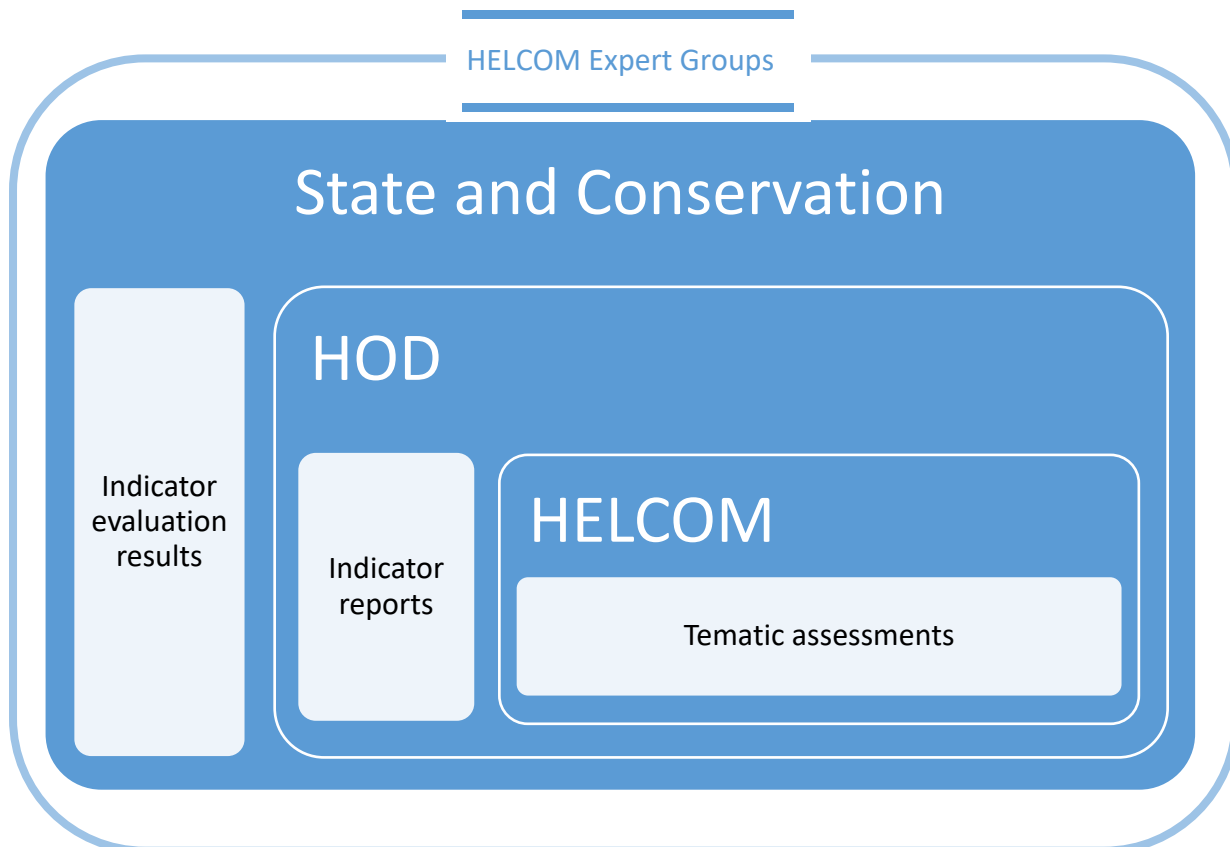 HELCOM Expert Groups
State and Conservation
HOD
Indicator
evaluation
results
Indicator
reports
HELCOM
Tematic assessments